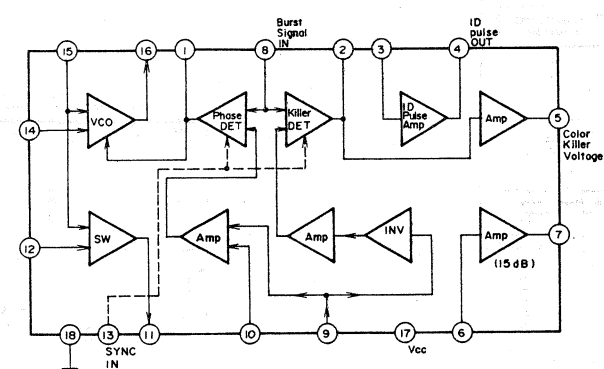 Burst
Signal
IN
ID
pulse
OUT
15
16
1
8
2
3
4
14
VCO
Phase
DET
Killer
DET
ID
Pulse
Amp
Amp
5
Color
Killer
Voltage
12
SW
Amp
Amp
INV
Amp
(15dB)
7
18
13
11
10
9
17
6
SYNC
IN
Vcc